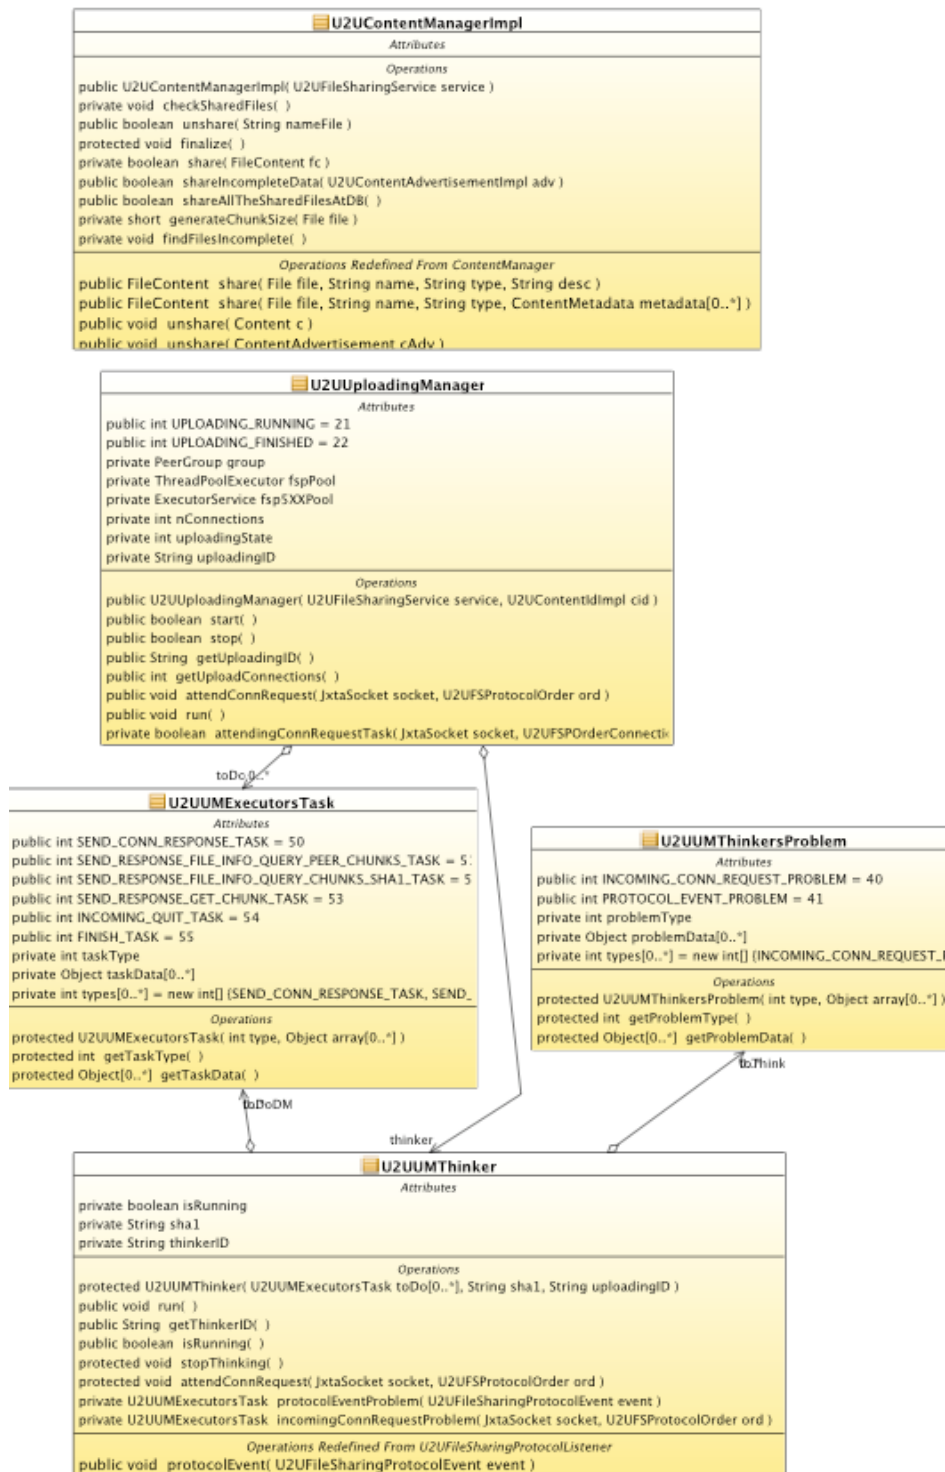 U2UContentManagerImpl
Attributes
Operations
public U2UContentManagerImpl( U2UFileSharingService service )
private void checkSharedFiles( )
public boolean unshare( String nameFile )
protected void finalize( )
private boolean share( FileContent fc )
public boolean shareIncompleteData( U2UContentAdvertisementImpl adv )
public boolean shareAllTheSharedFilesAtDB( )
private short generateChunkSize( File file )
private void findFilesIncomplete( )
Operations Redefined From ContentManager
public FileContent share( File file, String name, String type, String desc )
public FileContent share( File file, String name, String type, ContentMetadata metadata[0..*] )
public void unshare( Content c )
public void unshare( ContentAdvertisement cAdv )
U2UUploadingManager
Attributes
public int UPLOADING_RUNNING = 21
public int UPLOADING_FINISHED = 22
private PeerGroup group
private ThreadPoolExecutor fspPool
private ExecutorService fsp5XXPool
private int nConnections
private int uploadingState
private String uploadingID
Operations
public U2UUploadingManager( U2UFileSharingService service, U2UContentIdImpl cid )
public boolean start( )
public boolean stop( )
public String getUploadingID( )
public int getUploadConnections( )
public void attendConnRequest( JxtaSocket socket, U2UFSProtocolOrder ord )
public void run( )
private boolean attendingConnRequestTask( JxtaSocket socket, U2UFSPOrderConnectio
toDo 0..*
U2UUMExecutorsTask
Attributes
public int SEND_CONN_RESPONSE_TASK = 50
public int SEND_RESPONSE_FILE_INFO_QUERY_PEER_CHUNKS_TASK = 5
public int SEND_RESPONSE_FILE_INFO_QUERY_CHUNKS_SHA1_TASK = 5
public int SEND_RESPONSE_GET_CHUNK_TASK = 53
public int INCOMING_QUIT_TASK = 54
public int FINISH_TASK = 55
private int taskType
private Object taskData[0..*]
private int types[0..*] = new int[] {SEND_CONN_RESPONSE_TASK, SEND_
Operations
protected U2UUMExecutorsTask( int type, Object array[0..*] )
protected int getTaskType( )
protected Object[0..*] getTaskData( )
U2UUMThinkersProblem
Attributes
public int INCOMING_CONN_REQUEST_PROBLEM = 40
public int PROTOCOL_EVENT_PROBLEM = 41
private int problemType
private Object problemData[0..*]
private int types[0..*] = new int[] {INCOMING_CONN_REQUEST_P
Operations
protected U2UUMThinkersProblem( int type, Object array[0..*] )
protected int getProblemType( )
protected Object[0..*] getProblemData( )
toThink
toDoDM
thinker
U2UUMThinker
Attributes
private boolean isRunning
private String sha1
private String thinkerID
Operations
protected U2UUMThinker( U2UUMExecutorsTask toDo[0..*], String sha1, String uploadingID )
public void run( )
public String getThinkerID( )
public boolean isRunning( )
protected void stopThinking( )
protected void attendConnRequest( JxtaSocket socket, U2UFSProtocolOrder ord )
private U2UUMExecutorsTask protocolEventProblem( U2UFileSharingProtocolEvent event )
private U2UUMExecutorsTask incomingConnRequestProblem( JxtaSocket socket, U2UFSProtocolOrder ord )
Operations Redefined From U2UFileSharingProtocolListener
public void protocolEvent( U2UFileSharingProtocolEvent event )